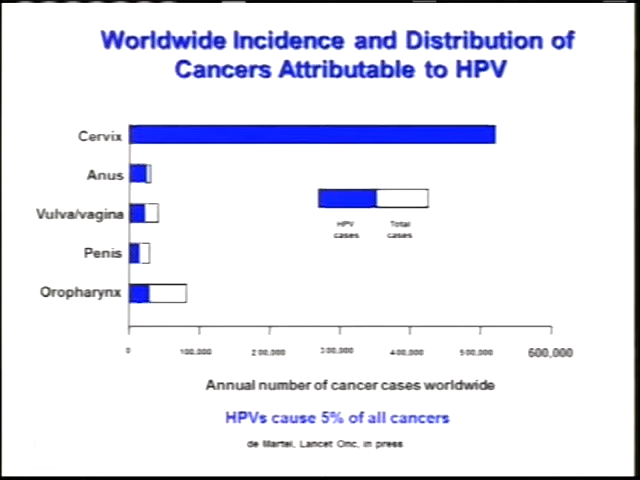 Worldwide Incidence and Distribution of
Cancers Attributable to HPV
Cervix
Anus
Vulva/vagina
HPV cases
Total cases
Penis
Oropharynx
0 100,000 200,000 300,000 400,000 500,000 600,000
Annual number of cancer cases worldwide
HPVs cause 5% of all cancers
de Martel, Lancet Onc, in press